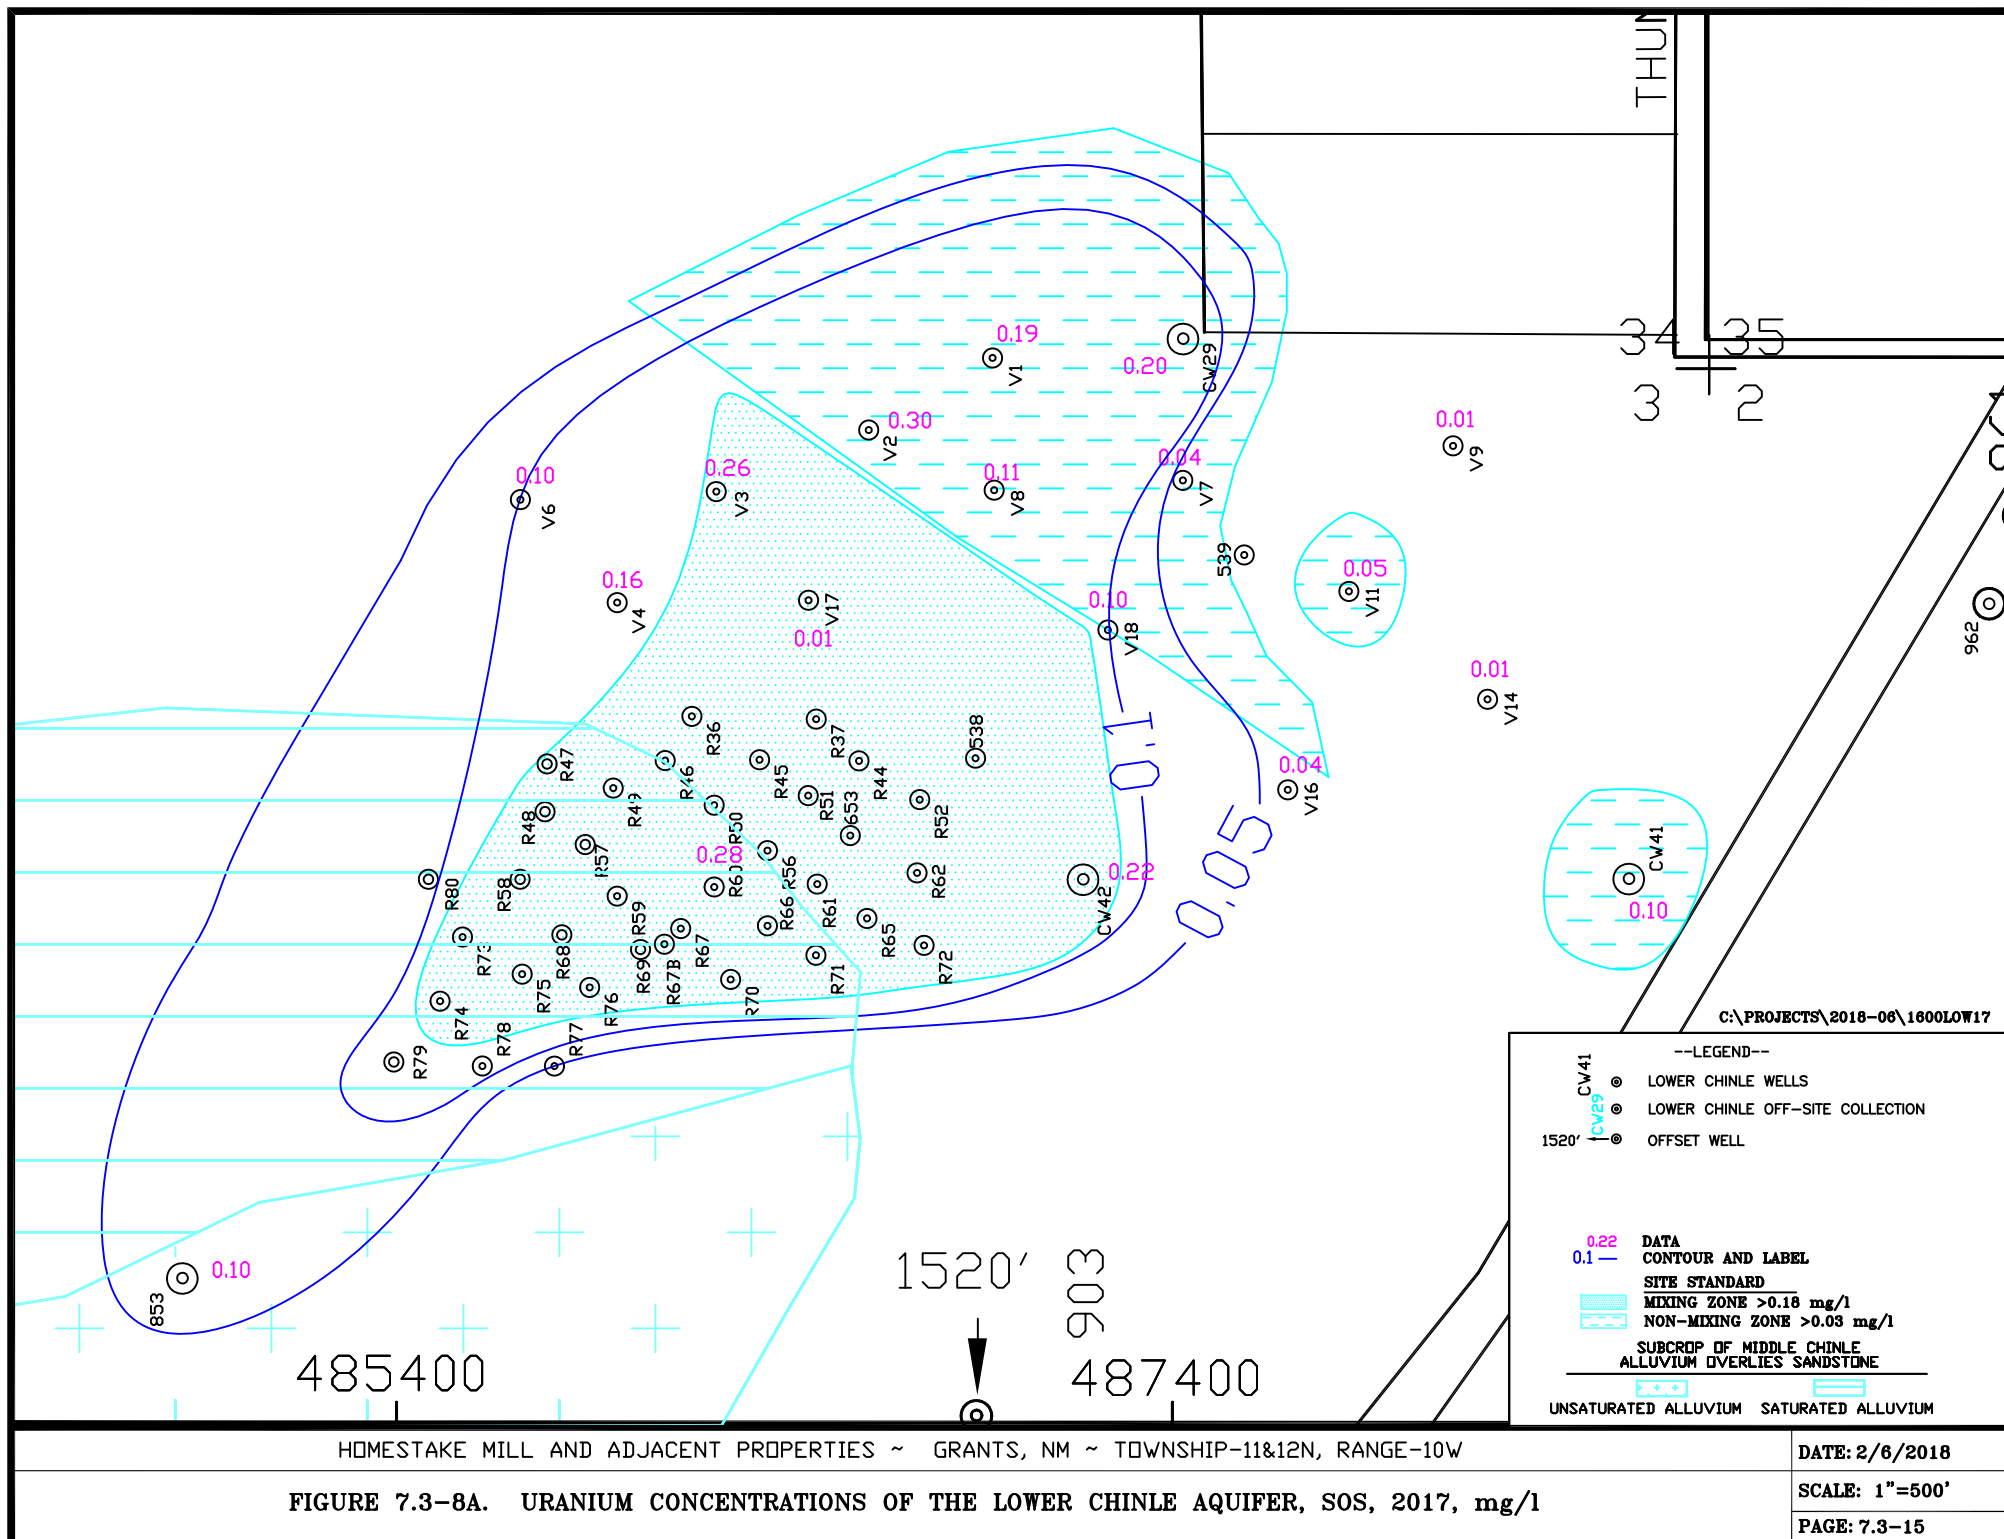 THUN
34 35
3 2
0.19
V1
0.20
CW29
0.30
V2
0.01
V9
0.26
V3
0.10
V6
0.11
V8
0.04
V7
539
0.05
V11
0.16
V4
V17
0.01
0.10
V18
962
0.01
V14
R36
R37
538
R47
R46
R45
R44
0.04
V16
R49
R51
653
R52
R48
R50
0.1
0.05
R57
0.28
R56
R62
0.22
CW42
CW41
0.10
R80
R58
R60
R61
R59
R66
R65
R73
R68
R69
R67B
R67
R71
R72
R75
R76
R70
R74
R78
R77
R79
853
0.10
1520'
903
485400
487400
C:\PROJECTS\2018-06\1600LOW17
--LEGEND--
CW41
LOWER CHINLE WELLS
CW29
LOWER CHINLE OFF-SITE COLLECTION
1520'
OFFSET WELL
0.22 DATA
0.1 CONTOUR AND LABEL
SITE STANDARD
MIXING ZONE >0.18 mg/l
NON-MIXING ZONE >0.03 mg/l
SUBCROP OF MIDDLE CHINLE
ALLUVIUM OVERLIES SANDSTONE
UNSATURATED ALLUVIUM SATURATED ALLUVIUM
HOMESTAKE MILL AND ADJACENT PROPERTIES ~ GRANTS, NM ~ TOWNSHIP-11&12N, RANGE-10W
DATE: 2/6/2018
FIGURE 7.3-8A. URANIUM CONCENTRATIONS OF THE LOWER CHINLE AQUIFER, SOS, 2017, mg/l
SCALE: 1"=500'
PAGE: 7.3-15